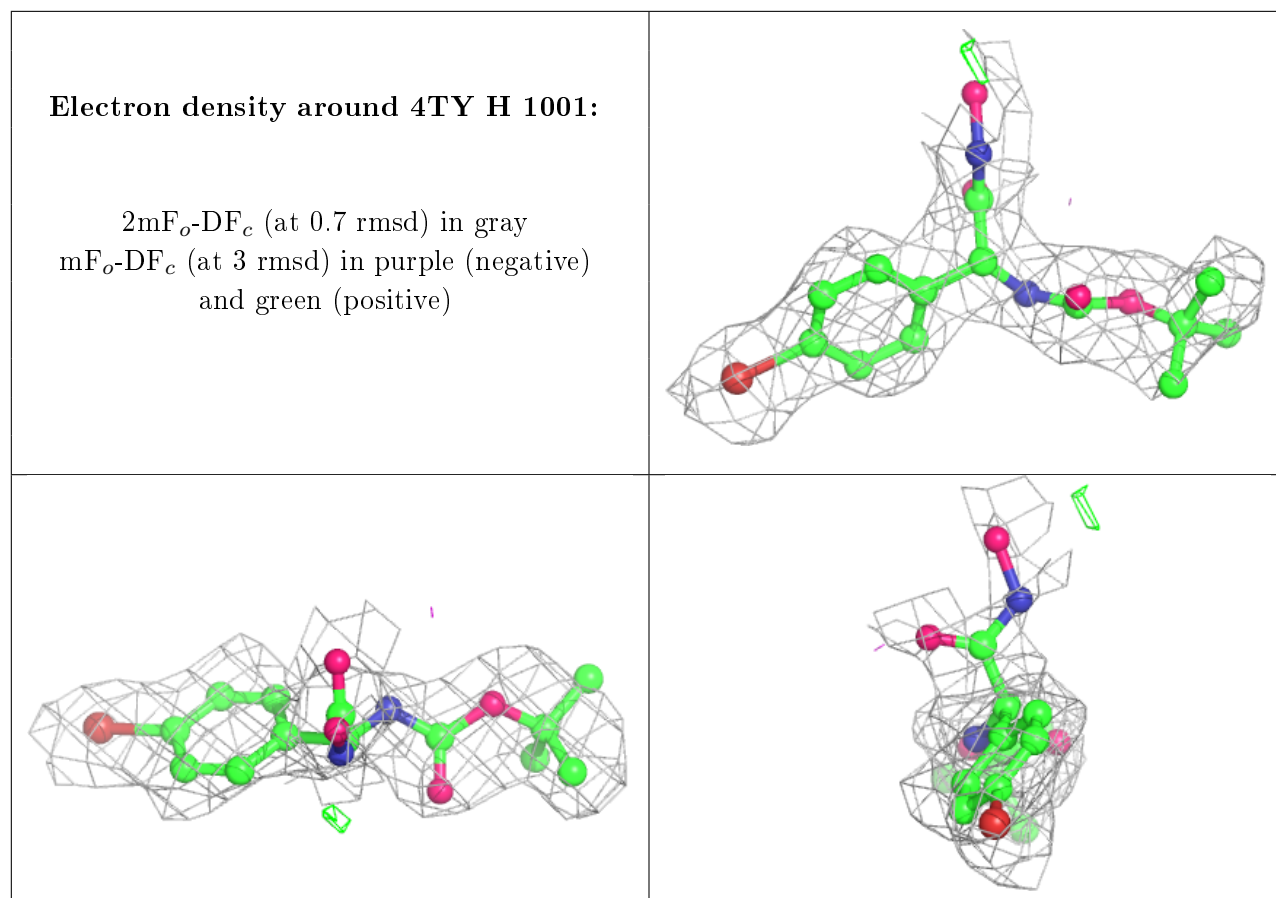 Electron density around 4TY H 1001:
2mFo-DFc (at 0.7 rmsd) in gray
mFo-DFc (at 3 rmsd) in purple (negative)
and green (positive)